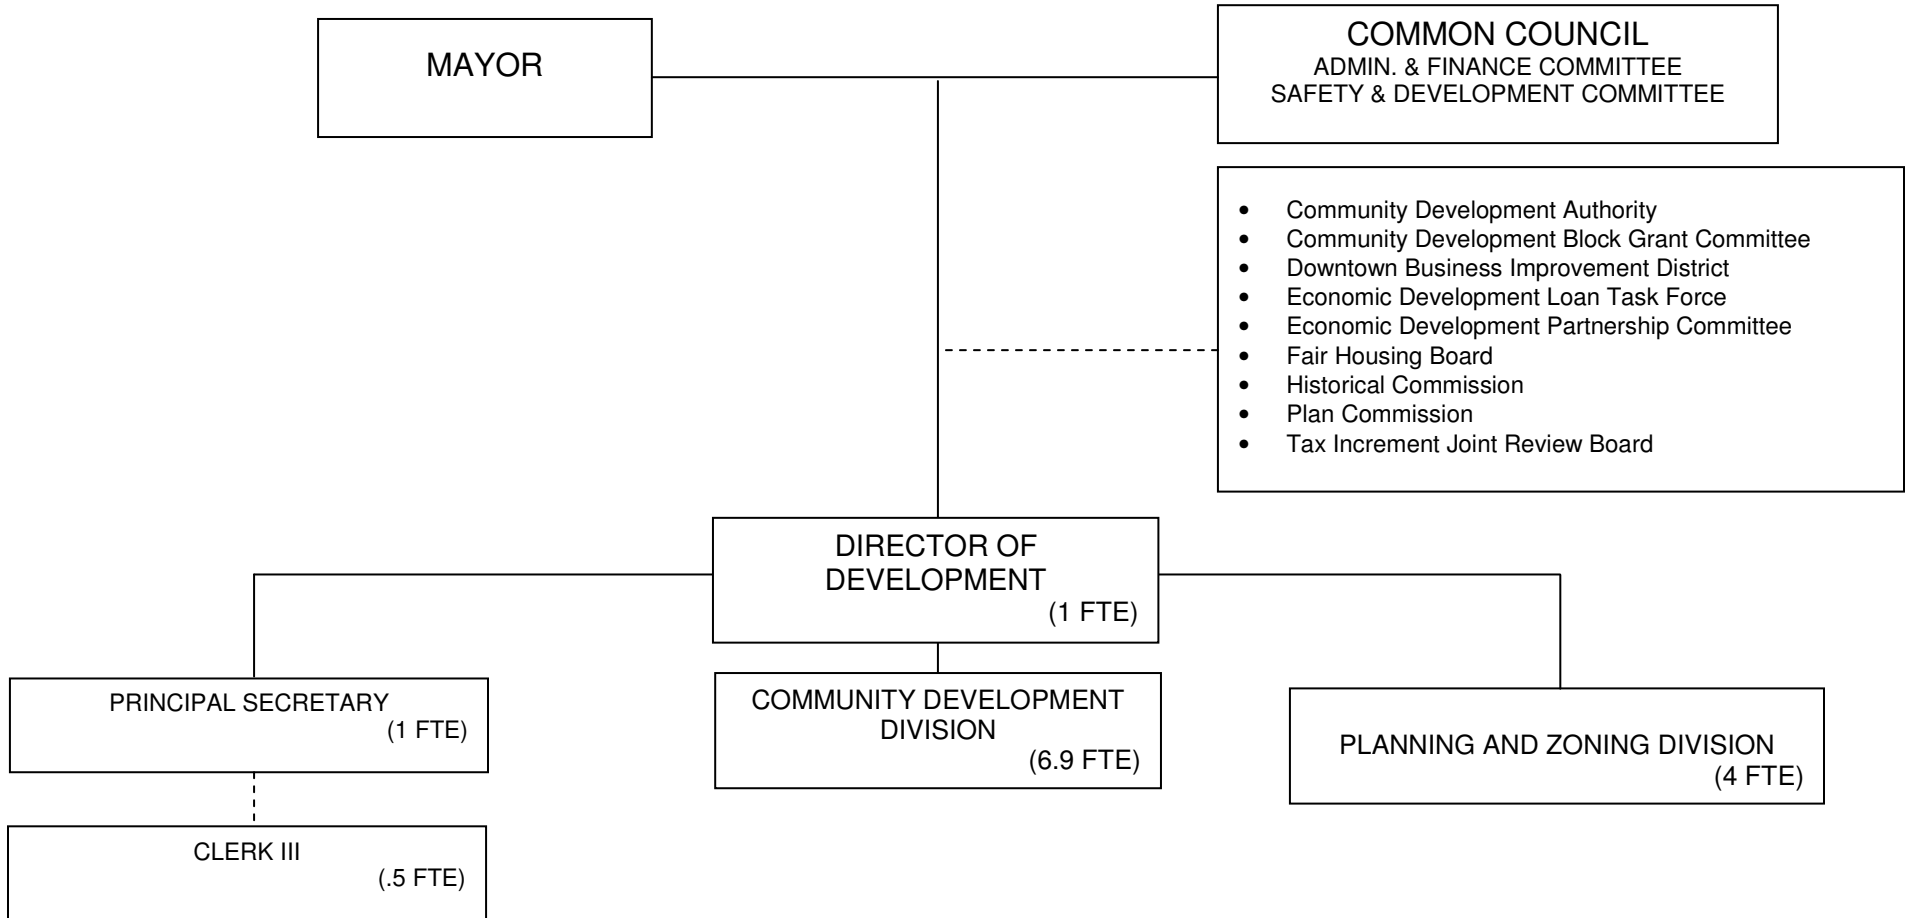 MAYOR
COMMON COUNCIL
ADMIN. & FINANCE COMMITTEE
SAFETY & DEVELOPMENT COMMITTEE
• Community Development Authority
• Community Development Block Grant Committee
• Downtown Business Improvement District
• Economic Development Loan Task Force
• Economic Development Partnership Committee
• Fair Housing Board
• Historical Commission
• Plan Commission
• Tax Increment Joint Review Board
DIRECTOR OF
DEVELOPMENT
(1 FTE)
PRINCIPAL SECRETARY
(1 FTE)
COMMUNITY DEVELOPMENT
DIVISION
(6.9 FTE)
PLANNING AND ZONING DIVISION
(4 FTE)
CLERK III
(.5 FTE)